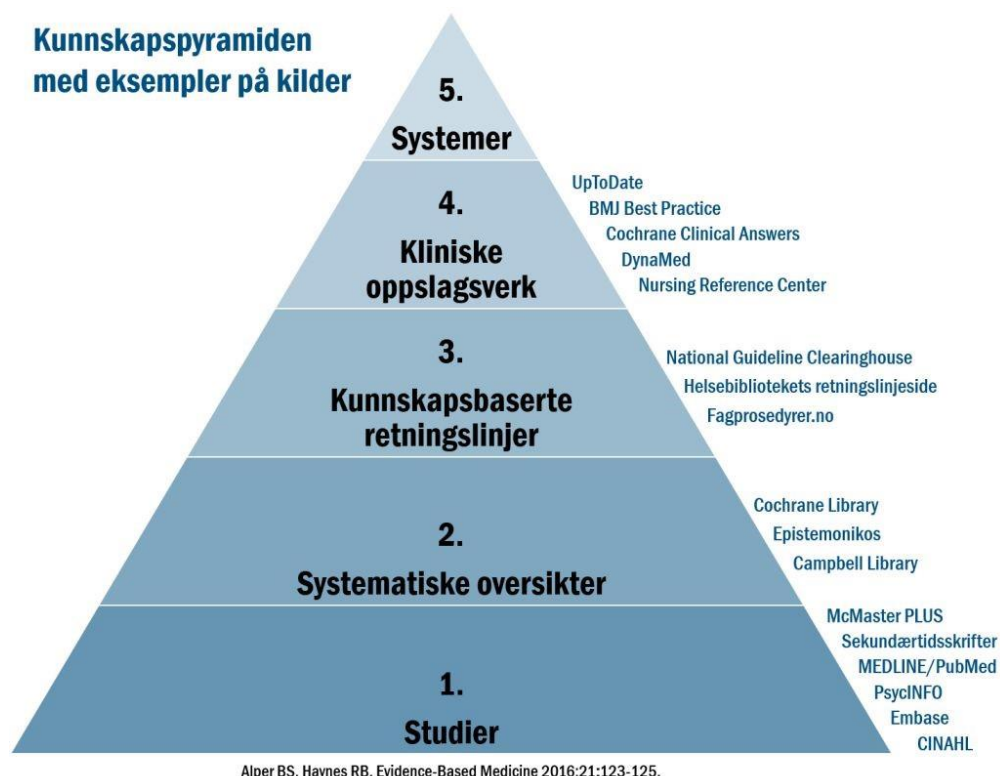 Kunnskapspyramiden
med eksempler på kilder
5.
Systemer
4.
Kliniske
oppslagsverk
UpToDate
BMJ Best Practice
Cochrane Clinical Answers
DynaMed
Nursing Reference Center
3.
Kunnskapsbaserte
retningslinjer
National Guideline Clearinghouse
Helsebibliotekets retningslinjeside
Fagprosedyrer.no
2.
Systematiske oversikter
Cochrane Library
Epistemonikos
Campbell Library
1.
Studier
McMaster PLUS
Sekundærtidsskrifter
MEDLINE/PubMed
PsycINFO
Embase
CINAHL
Alper BS, Haynes RB. Evidence-Based Medicine 2016;21:123-125.